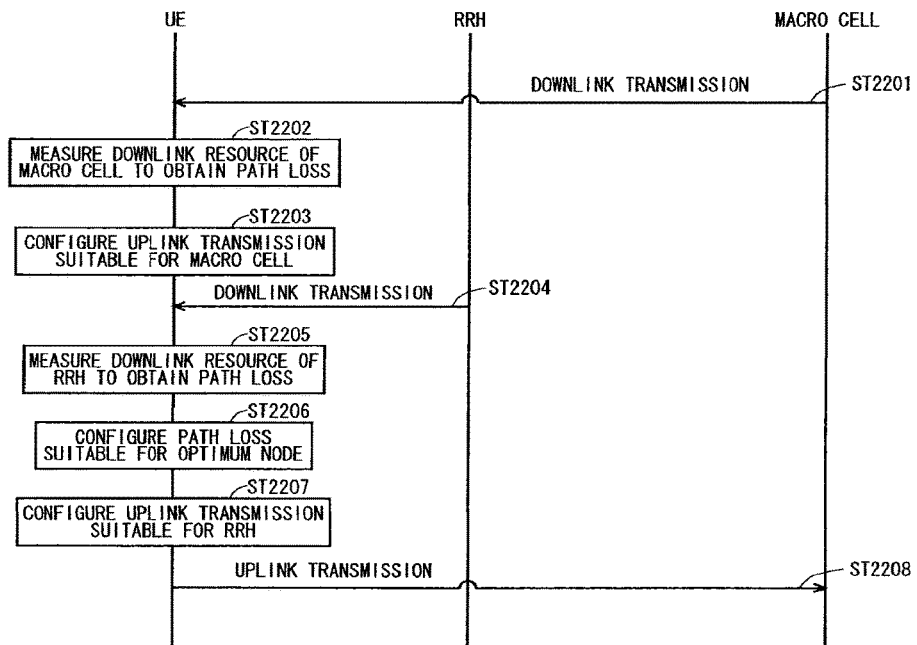 UE
RRH
MACRO CELL
DOWNLINK TRANSMISSION
ST2201
ST2202
MEASURE DOWNLINK RESOURCE OF
MACRO CELL TO OBTAIN PATH LOSS
ST2203
CONFIGURE UPLINK TRANSMISSION
SUITABLE FOR MACRO CELL
DOWNLINK TRANSMISSION
ST2204
ST2205
MEASURE DOWNLINK RESOURCE OF
RRH TO OBTAIN PATH LOSS
ST2206
CONFIGURE PATH LOSS
SUITABLE FOR OPTIMUM NODE
ST2207
CONFIGURE UPLINK TRANSMISSION
SUITABLE FOR RRH
UPLINK TRANSMISSION
ST2208